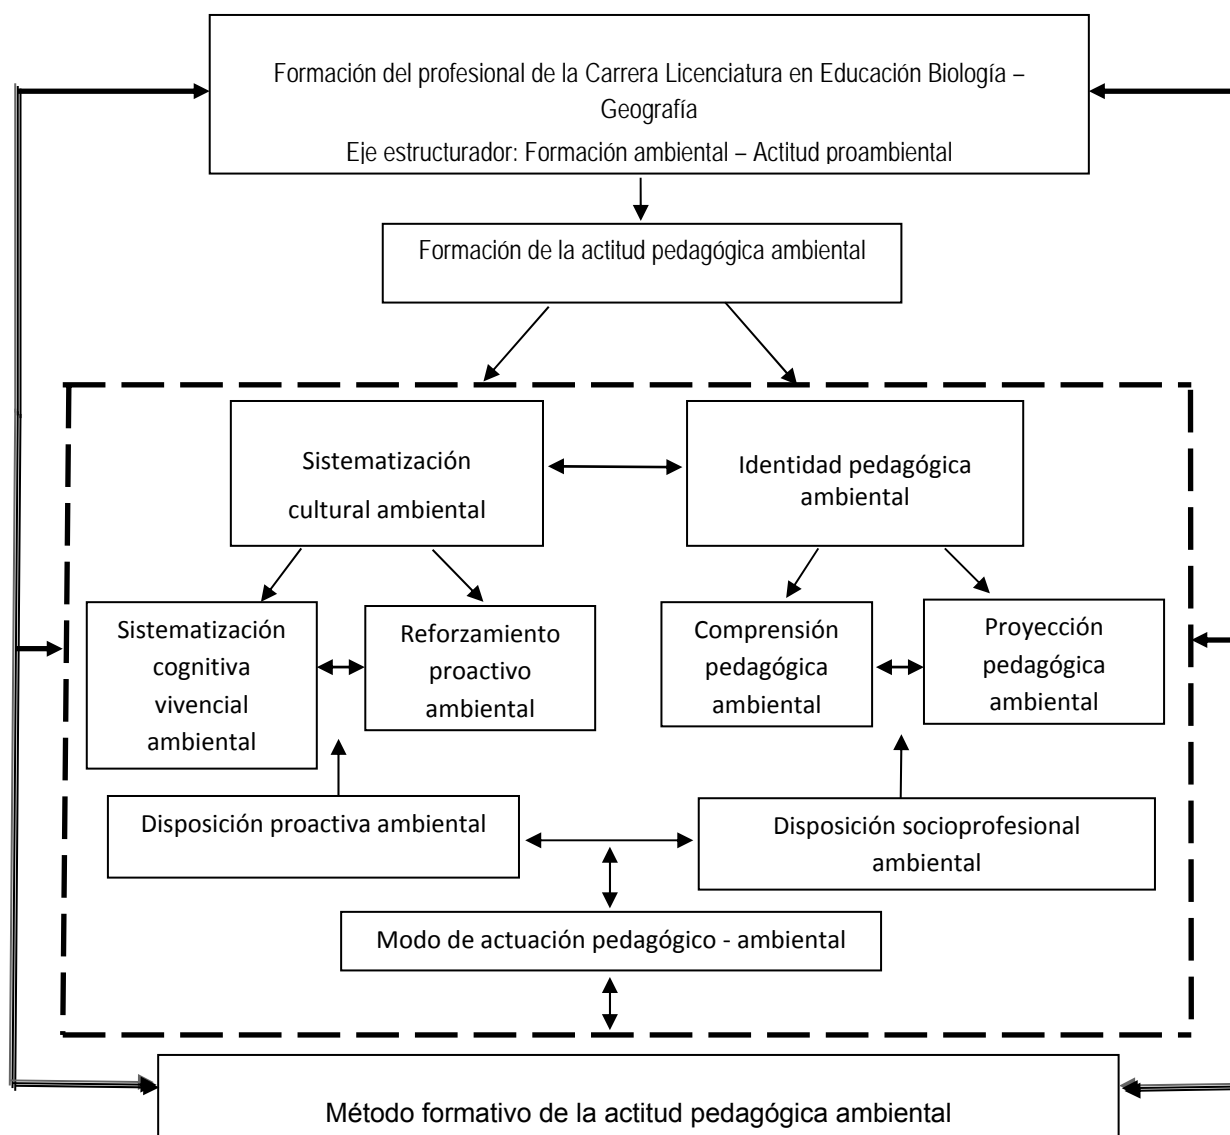 Formación del profesional de la Carrera Licenciatura en Educación Biología –
Geografía
Eje estructurador: Formación ambiental – Actitud proambiental
Formación de la actitud pedagógica ambiental
Sistematización
cultural ambiental
Identidad pedagógica
ambiental
Sistematización
cognitiva
vivencial
ambiental
Reforzamiento
proactivo
ambiental
Comprensión
pedagógica
ambiental
Proyección
pedagógica
ambiental
Disposición proactiva ambiental
Disposición socioprofesional
ambiental
Modo de actuación pedagógico - ambiental
Método formativo de la actitud pedagógica ambiental